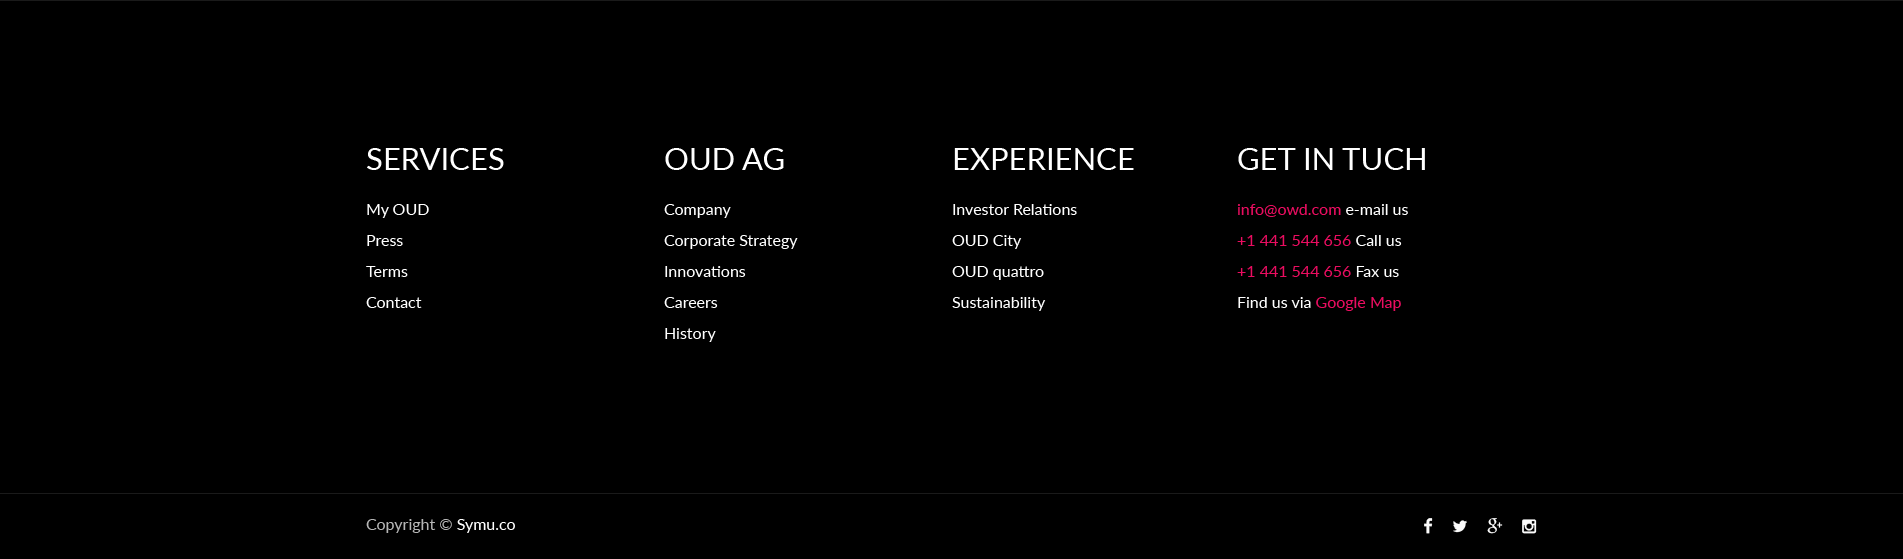 SERVICES
My OUD
Press
Terms
Contact
OUD AG
Company
Corporate Strategy
Innovations
Careers
History
EXPERIENCE
Investor Relations
OUD City
OUD quattro
Sustainability
GET IN TUCH
info@owd.com e-mail us
+1 441 544 656 Call us
+1 441 544 656 Fax us
Find us via Google Map
Copyright © Symu.co